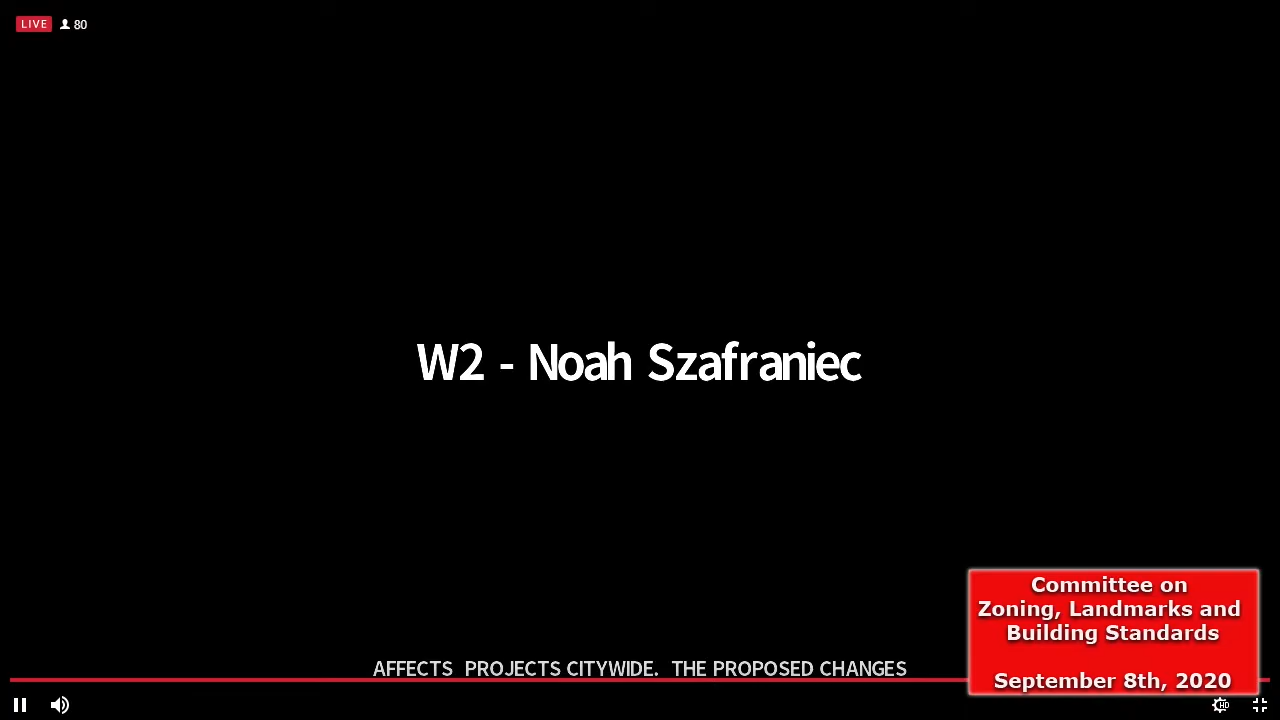 LIVE 80
W2 - Noah Szafraniec
AFFECTS PROJECTS CITYWIDE. THE PROPOSED CHANGES
Committee on
Zoning, Landmarks and
Building Standards
September 8th, 2020
HD